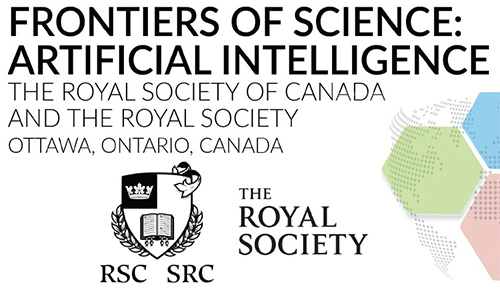 FRONTIERS OF SCIENCE:
ARTIFICIAL INTELLIGENCE
THE ROYAL SOCIETY OF CANADA
AND THE ROYAL SOCIETY
OTTAWA, ONTARIO, CANADA
RSC SRC
THE
ROYAL
SOCIETY